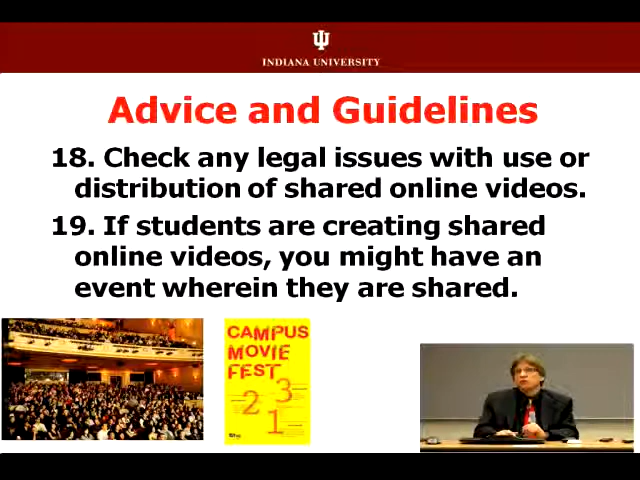 INDIANA UNIVERSITY
Advice and Guidelines
18. Check any legal issues with use or
distribution of shared online videos.
19. If students are creating shared
online videos, you might have an
event wherein they are shared.
CAMPUS
MOVIE
FEST
2 3
1